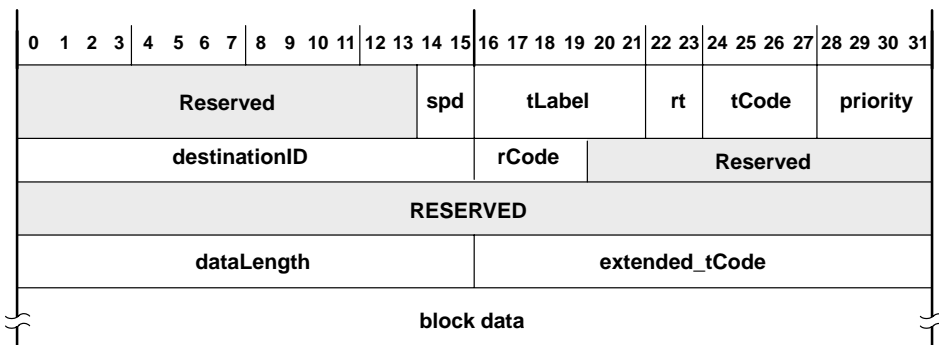 0 1 2 3 4 5 6 7 8 9 10 11 12 13 14 15 16 17 18 19 20 21 22 23 24 25 26 27 28 29 30 31
Reserved spd tLabel rt tCode priority
destinationID rCode Reserved
RESERVED
dataLength extended_tCode
block data